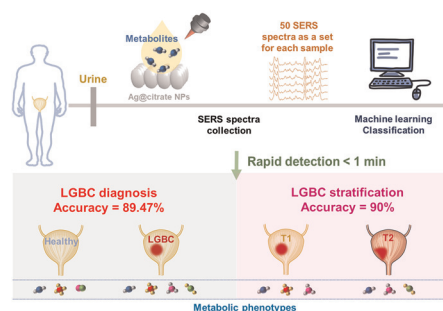 Metabolites
50 SERS
spectra as a set
for each sample
Urine
Ag@citrate NPs
SERS spectra
collection
Machine learning
Classification
Rapid detection < 1 min
LGBC diagnosis
Accuracy = 89.47%
LGBC stratification
Accuracy = 90%
Healthy
LGBC
T1
T2
Metabolic phenotypes